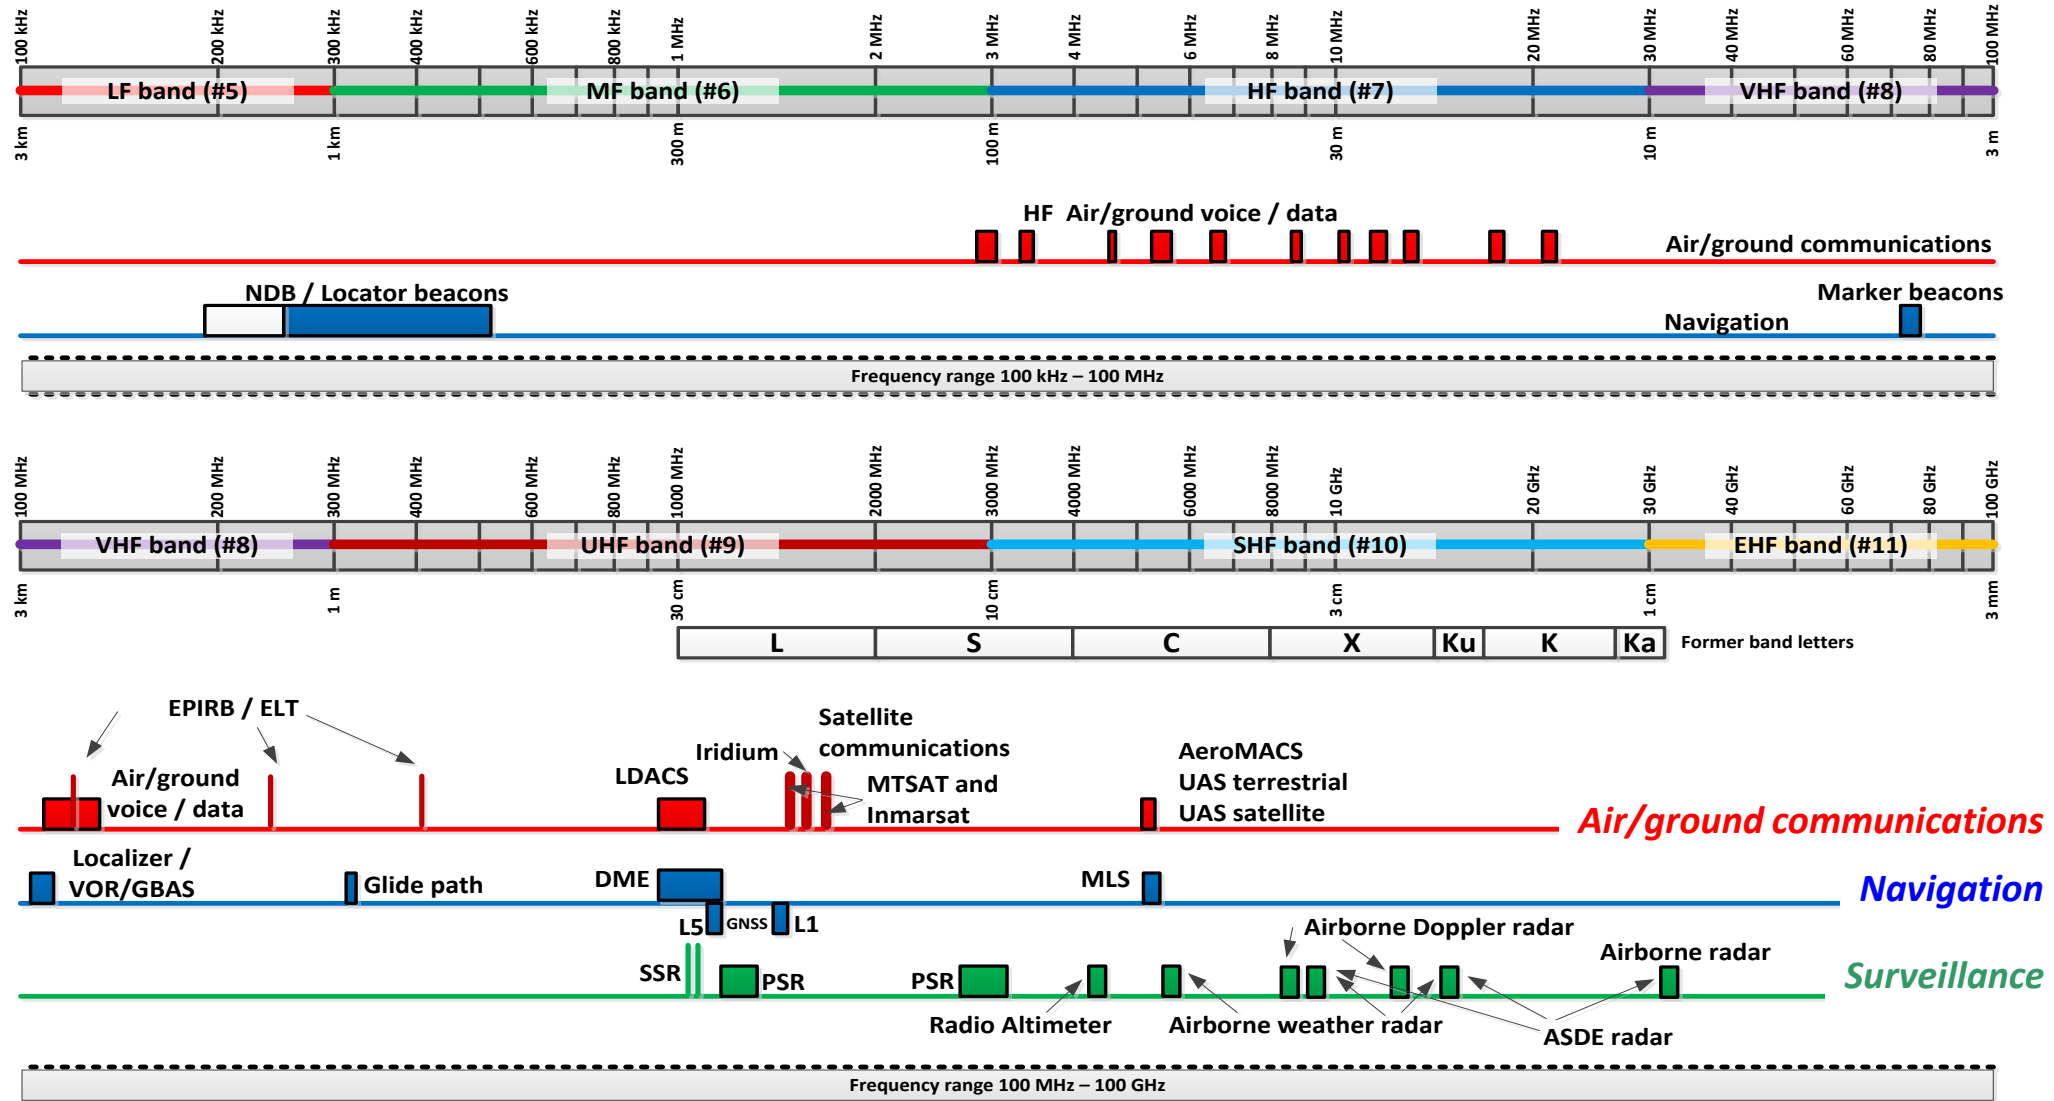 100 kHz 200 kHz 300 kHz 400 kHz 600 kHz 800 kHz 1 MHz 2 MHz 3 MHz 4 MHz 6 MHz 8 MHz 10 MHz 20 MHz 30 MHz 40 MHz 60 MHz 80 MHz 100 MHz
LF band (#5) MF band (#6) HF band (#7) VHF band (#8)
3 km 1 km 300 m 100 m 30 m 10 m 3 m
HF Air/ground voice / data
Air/ground communications
NDB / Locator beacons Marker beacons
Navigation
Frequency range 100 kHz – 100 MHz
100 MHz 200 MHz 300 MHz 400 MHz 600 MHz 800 MHz 1000 MHz 2000 MHz 3000 MHz 4000 MHz 6000 MHz 8000 MHz 10 GHz 20 GHz 30 GHz 40 GHz 60 GHz 80 GHz 100 GHz
VHF band (#8) UHF band (#9) SHF band (#10) EHF band (#11)
3 km 1 m 30 cm 10 cm 3 cm 1 cm 3 mm
L S C X Ku K Ka Former band letters
EPIRB / ELT
Air/ground
voice / data
LDACS
Iridium
Satellite
communications
MTSAT and
Inmarsat
AeroMACS
UAS terrestrial
UAS satellite
Air/ground communications
Localizer /
VOR/GBAS
Glide path
DME
MLS
Navigation
L5 GNSS L1
Airborne Doppler radar
Airborne radar
SSR PSR PSR
Surveillance
Radio Altimeter Airborne weather radar
ASDE radar
Frequency range 100 MHz – 100 GHz